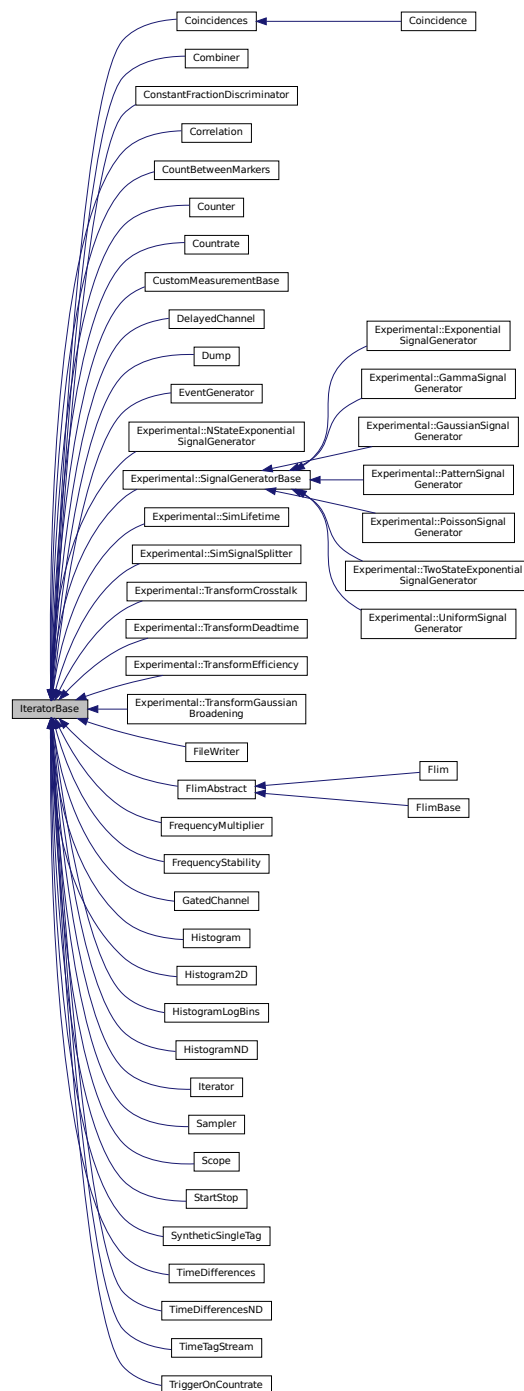 Coincidences
Coincidence
Combiner
ConstantFractionDiscriminator
Correlation
CountBetweenMarkers
Counter
Countrate
CustomMeasurementBase
DelayedChannel
Dump
EventGenerator
Experimental::NStateExponential
SignalGenerator
Experimental::SignalGeneratorBase
Experimental::Exponential
SignalGenerator
Experimental::GammaSignal
Generator
Experimental::GaussianSignal
Generator
Experimental::PatternSignal
Generator
Experimental::PoissonSignal
Generator
Experimental::TwoStateExponential
SignalGenerator
Experimental::UniformSignal
Generator
Experimental::SimLifetime
Experimental::SimSignalSplitter
Experimental::TransformCrosstalk
Experimental::TransformDeadtime
Experimental::TransformEfficiency
IteratorBase
Experimental::TransformGaussian
Broadening
FileWriter
FlimAbstract
Flim
FlimBase
FrequencyMultiplier
FrequencyStability
GatedChannel
Histogram
Histogram2D
HistogramLogBins
HistogramND
Iterator
Sampler
Scope
StartStop
SyntheticSingleTag
TimeDifferences
TimeDifferencesND
TimeTagStream
TriggerOnCountrate